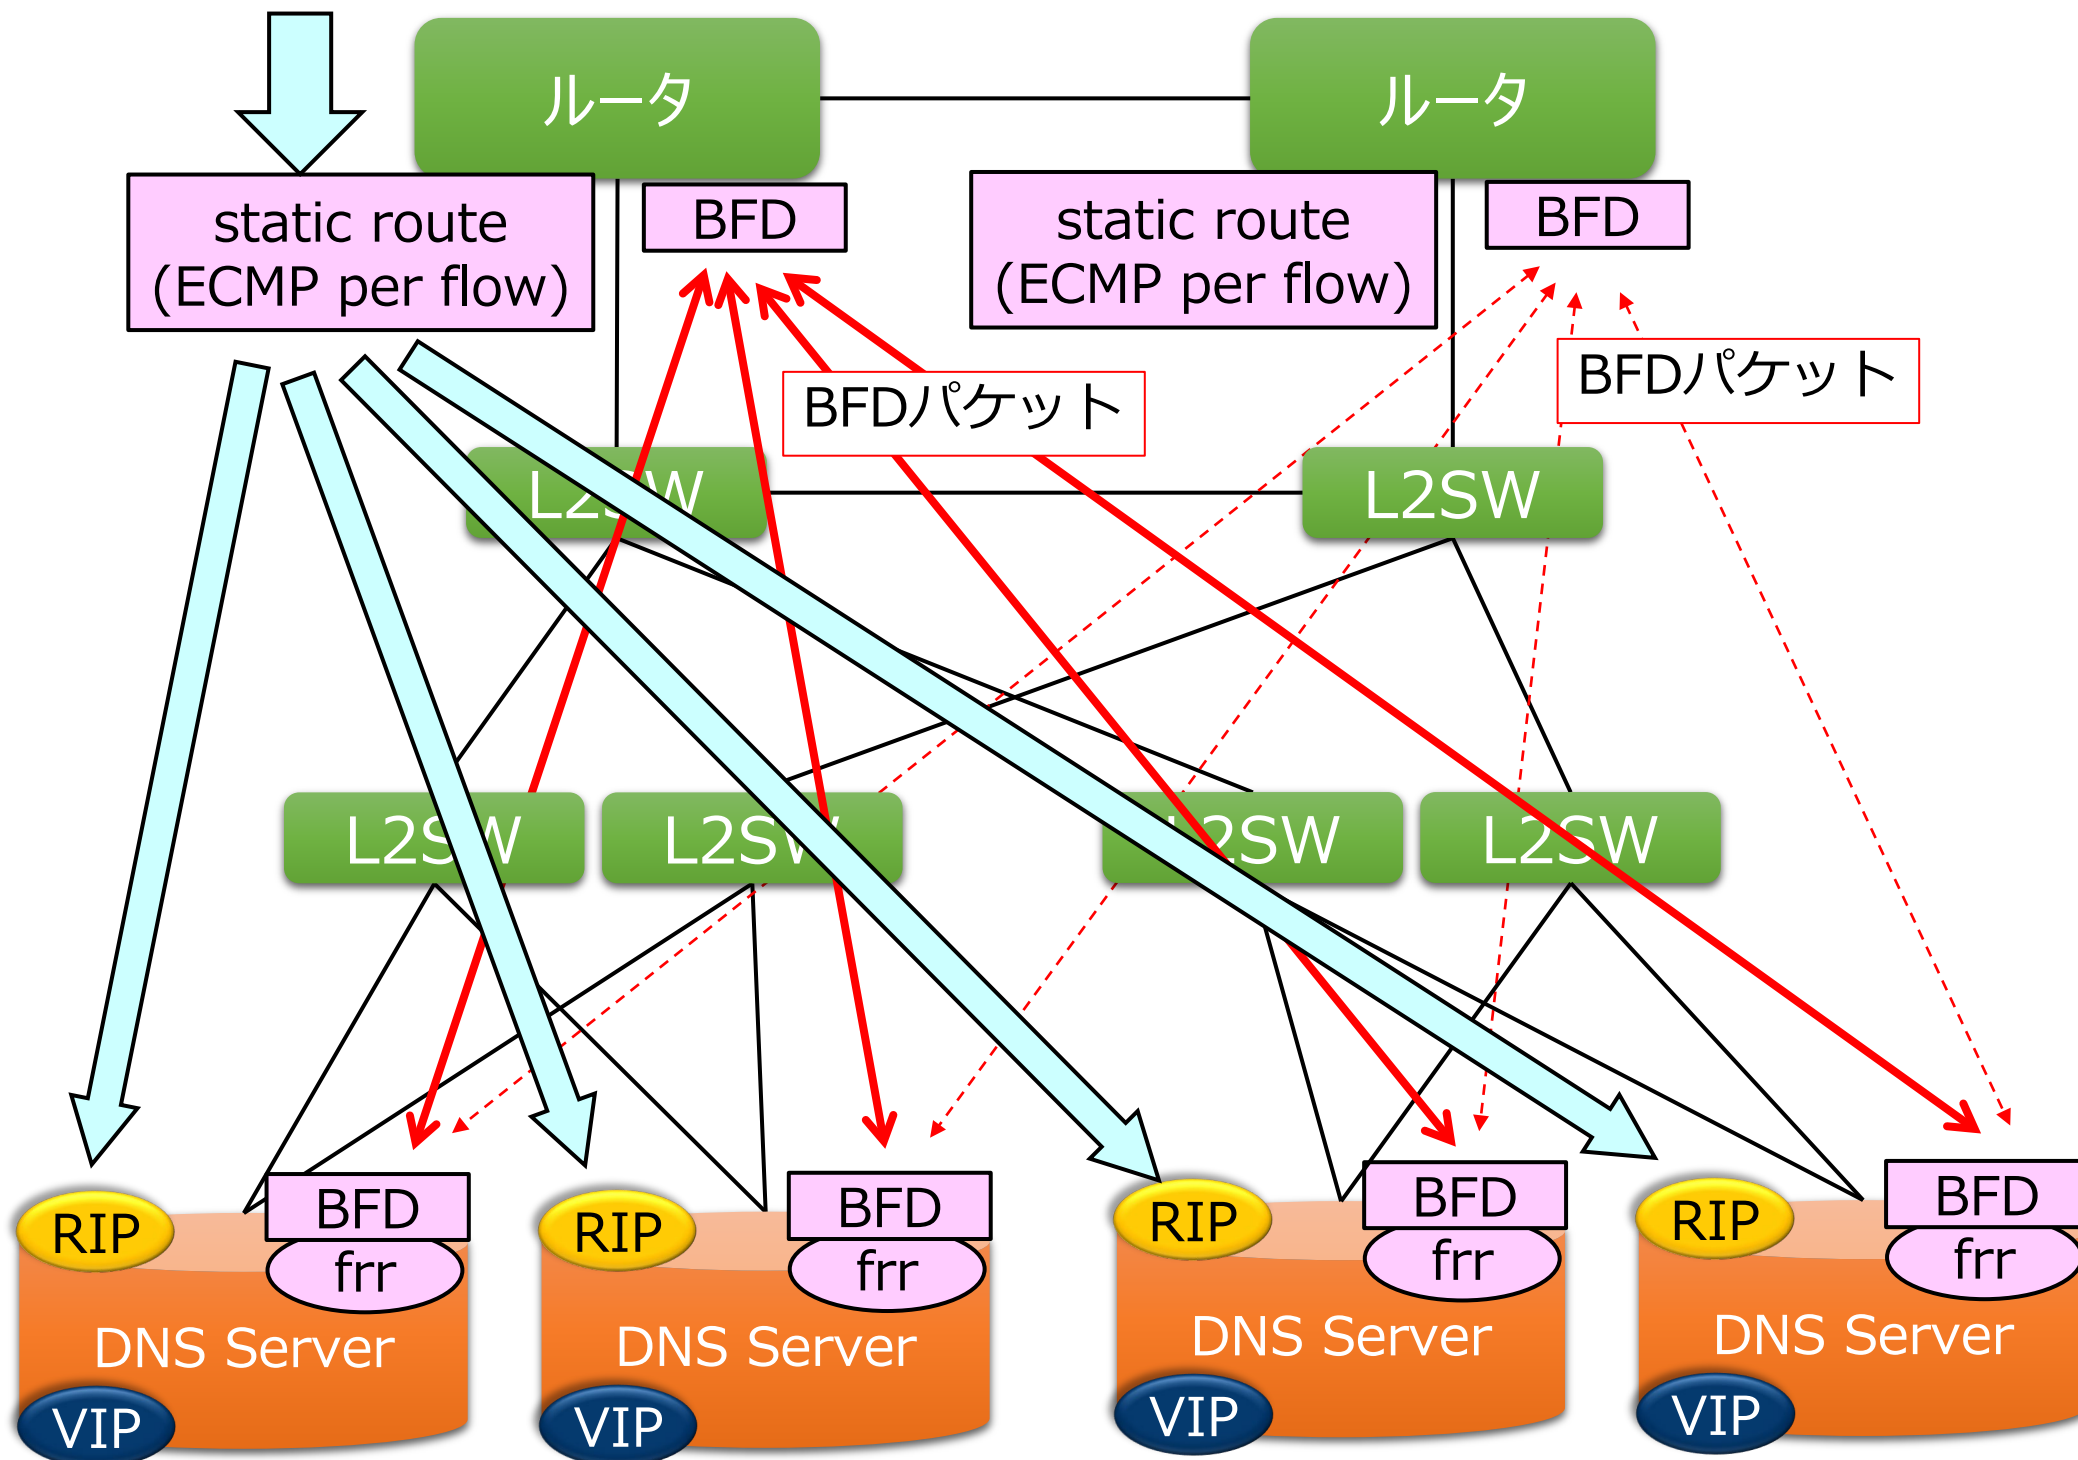 ルータ
ルータ
static route
(ECMP per flow)
BFD
static route
(ECMP per flow)
BFD
BFDパケット
BFDパケット
L2SW
L2SW
L2SW
L2SW
L2SW
L2SW
RIP
BFD
frr
DNS Server
VIP
RIP
BFD
frr
DNS Server
VIP
RIP
BFD
frr
DNS Server
VIP
RIP
BFD
frr
DNS Server
VIP